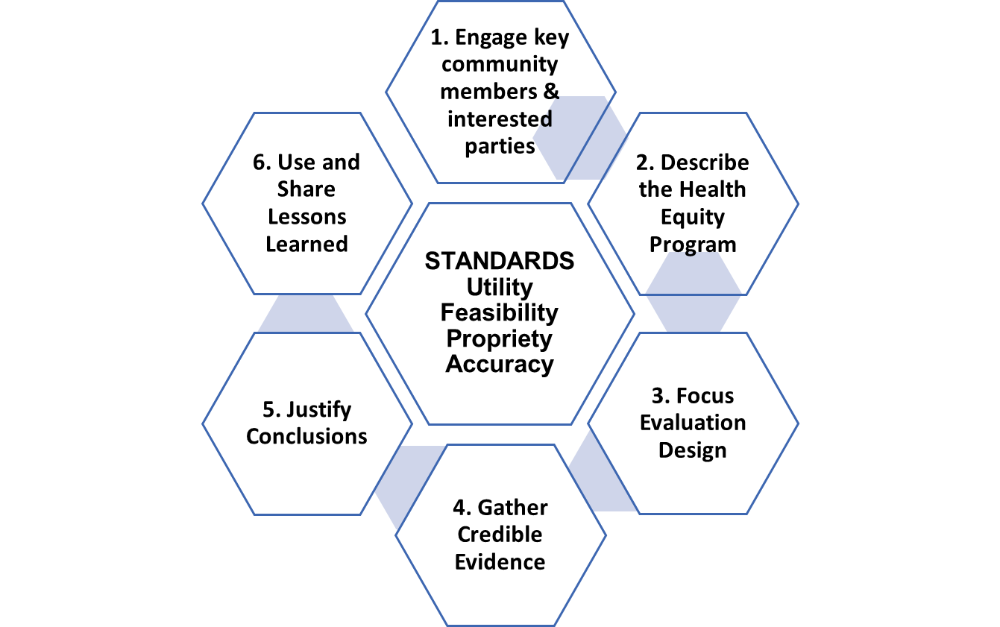 1. Engage key
community
members &
interested
parties
2. Describe
the Health
Equity
Program
3. Focus
Evaluation
Design
4. Gather
Credible
Evidence
5. Justify
Conclusions
6. Use and
Share
Lessons
Learned
STANDARDS
Utility
Feasibility
Propriety
Accuracy